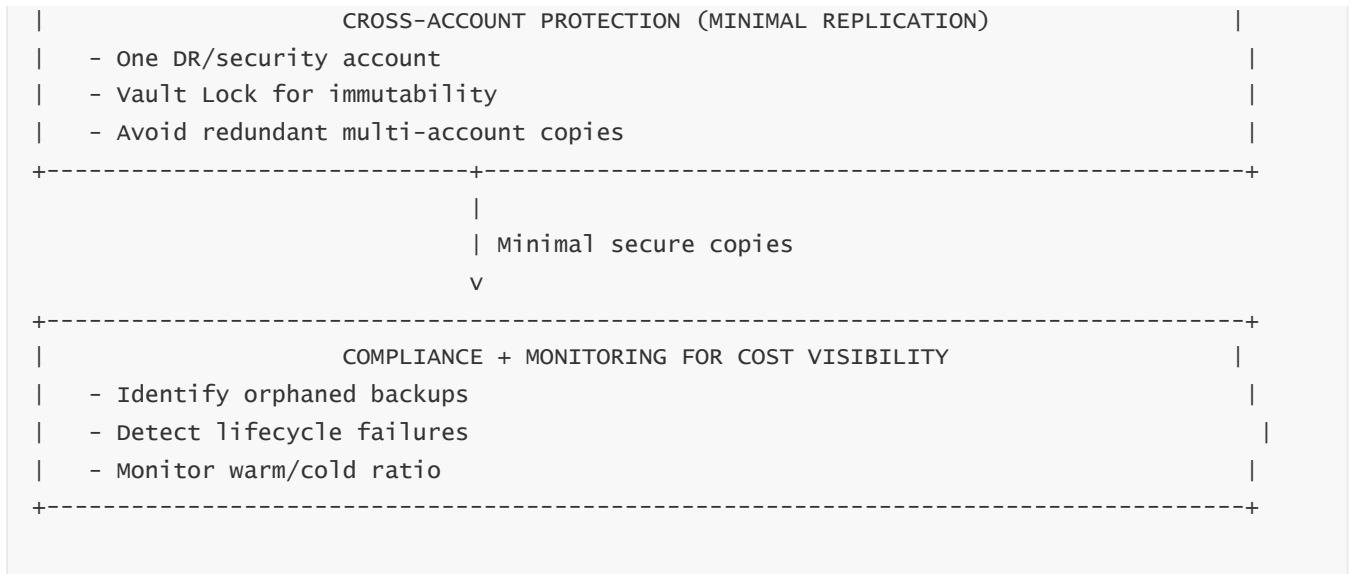 |                     CROSS-ACCOUNT PROTECTION (MINIMAL REPLICATION)                 |
|   - One DR/security account                                                           |
|   - Vault Lock for immutability                                                       |
|   - Avoid redundant multi-account copies                                              |
+------------------------------+------------------------------------------------------+
                               |
                               | Minimal secure copies
                               v
+-------------------------------------------------------------------------------------+
|                     COMPLIANCE + MONITORING FOR COST VISIBILITY                    |
|   - Identify orphaned backups                                                         |
|   - Detect lifecycle failures                                                          |
|   - Monitor warm/cold ratio                                                           |
+-------------------------------------------------------------------------------------+